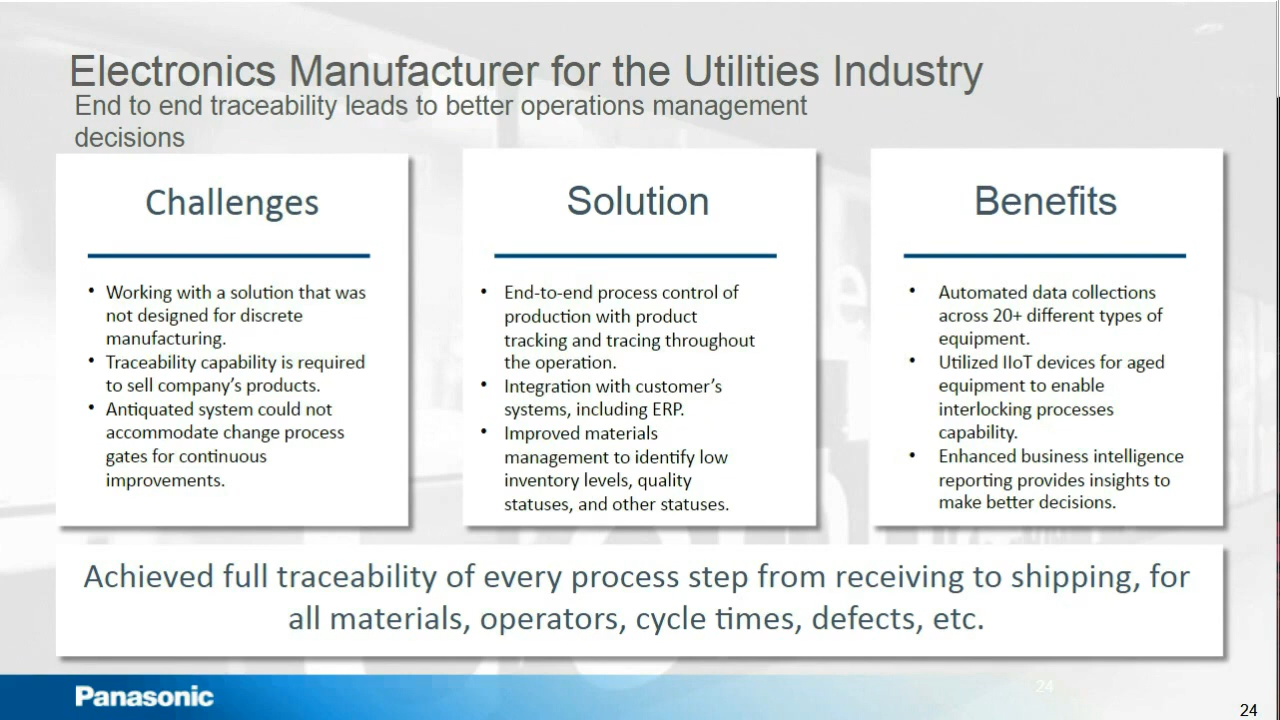 Electronics Manufacturer for the Utilities Industry
End to end traceability leads to better operations management
decisions
Challenges
• Working with a solution that was
not designed for discrete
manufacturing.
• Traceability capability is required
to sell company's products.
• Antiquated system could not
accommodate change process
gates for continuous
improvements.
Solution
• End-to-end process control of
production with product
tracking and tracing throughout
the operation.
• Integration with customer's
systems, including ERP.
• Improved materials
management to identify low
inventory levels, quality
statuses, and other statuses.
Benefits
• Automated data collections
across 20+ different types of
equipment.
• Utilized IIoT devices for aged
equipment to enable
interlocking processes
capability.
• Enhanced business intelligence
reporting provides insights to
make better decisions.
Achieved full traceability of every process step from receiving to shipping, for
all materials, operators, cycle times, defects, etc.
Panasonic
24
24